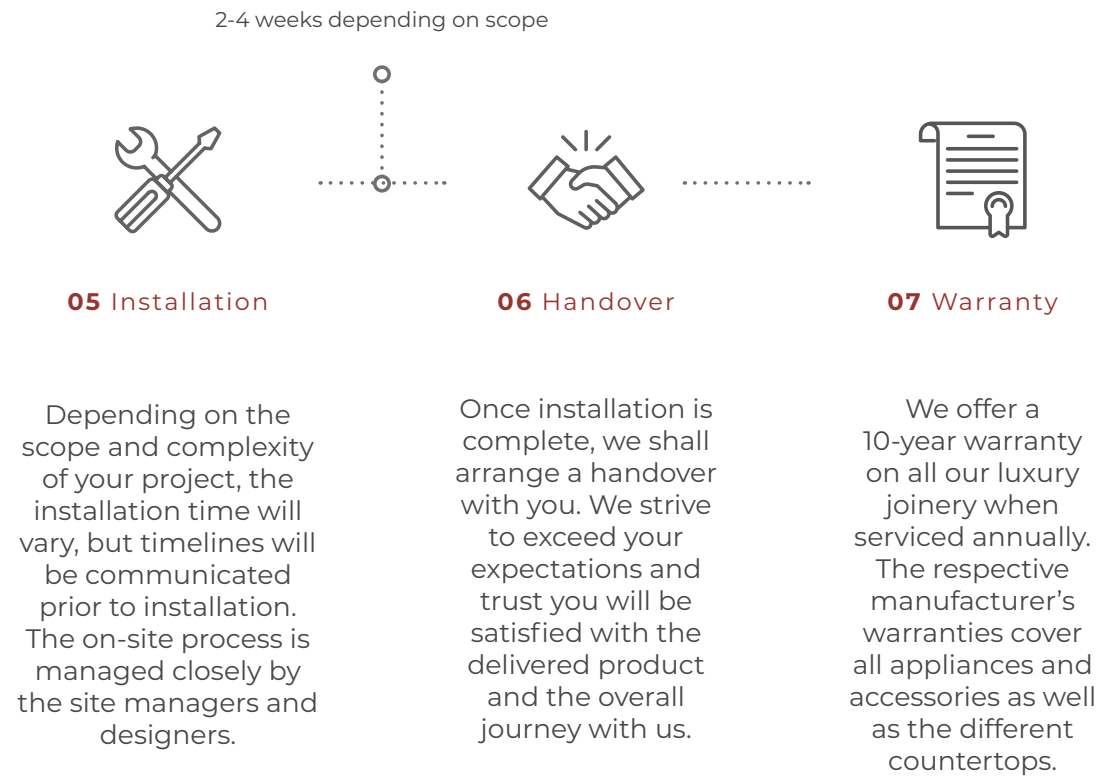 2-4 weeks depending on scope
05 Installation
Depending on the
scope and complexity
of your project, the
installation time will
vary, but timelines will
be communicated
prior to installation.
The on-site process is
managed closely by
the site managers and
designers.
06 Handover
Once installation is
complete, we shall
arrange a handover
with you. We strive
to exceed your
expectations and
trust you will be
satisfied with the
delivered product
and the overall
journey with us.
07 Warranty
We offer a
10-year warranty
on all our luxury
joinery when
serviced annually.
The respective
manufacturer’s
warranties cover
all appliances and
accessories as well
as the different
countertops.